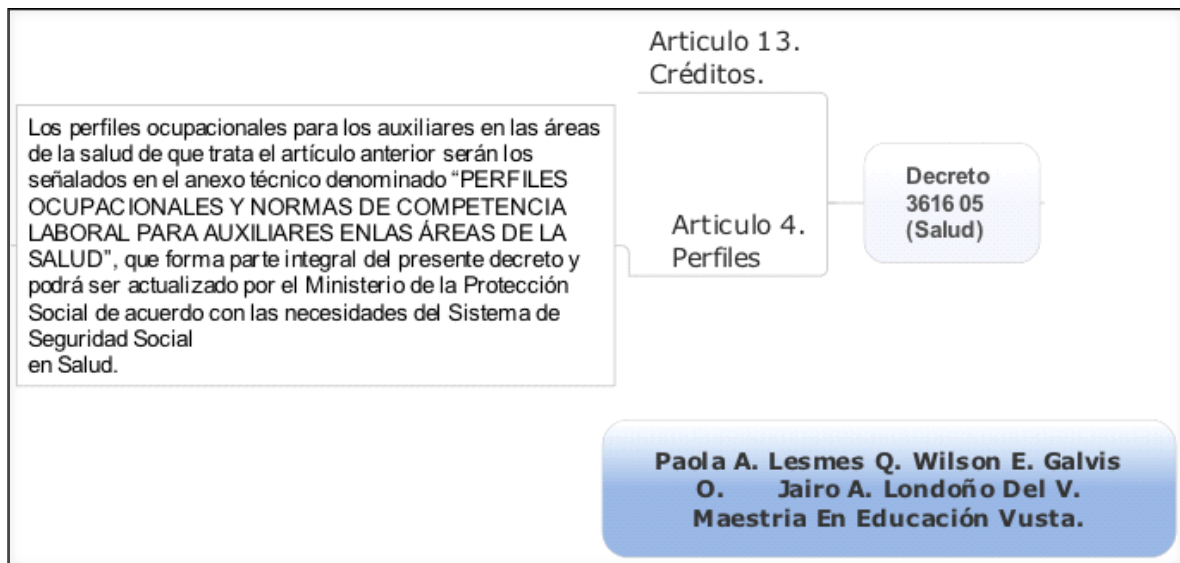 Articulo 13.
Créditos.
Los perfiles ocupacionales para los auxiliares en las áreas
de la salud de que trata el artículo anterior serán los
señalados en el anexo técnico denominado “PERFILES
OCUPACIONALES Y NORMAS DE COMPETENCIA
LABORAL PARA AUXILIARES ENLAS ÁREAS DE LA
SALUD”, que forma parte integral del presente decreto y
podrá ser actualizado por el Ministerio de la Protección
Social de acuerdo con las necesidades del Sistema de
Seguridad Social
en Salud.
Articulo 4.
Perfiles
Decreto
3616 05
(Salud)
Paola A. Lesmes Q. Wilson E. Galvis
O. Jairo A. Londoño Del V.
Maestria En Educación Vusta.